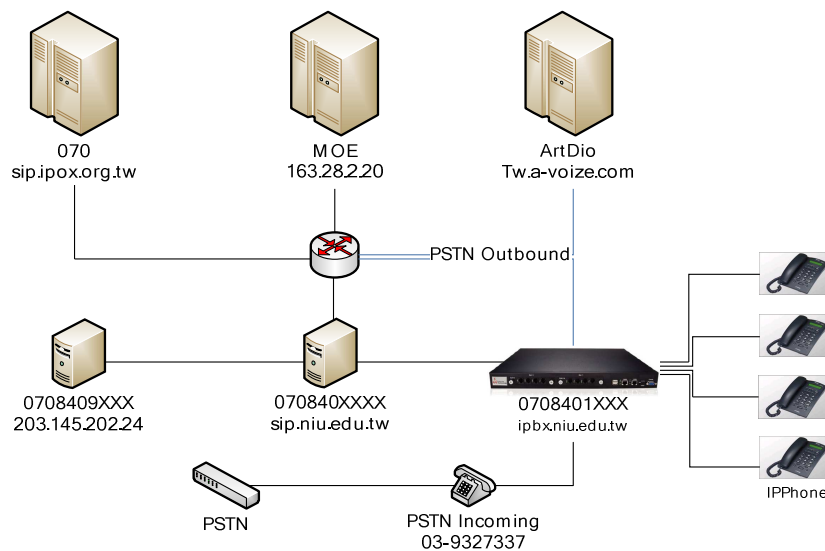 070
sip.ipox.org.tw
MOE
163.28.2.20
ArtDio
Tw.a-voize.com
PSTN Outbound
0708409XXX
203.145.202.24
070840XXXX
sip.niu.edu.tw
0708401XXX
ipbx.niu.edu.tw
IPPhone
PSTN
PSTN Incoming
03-9327337